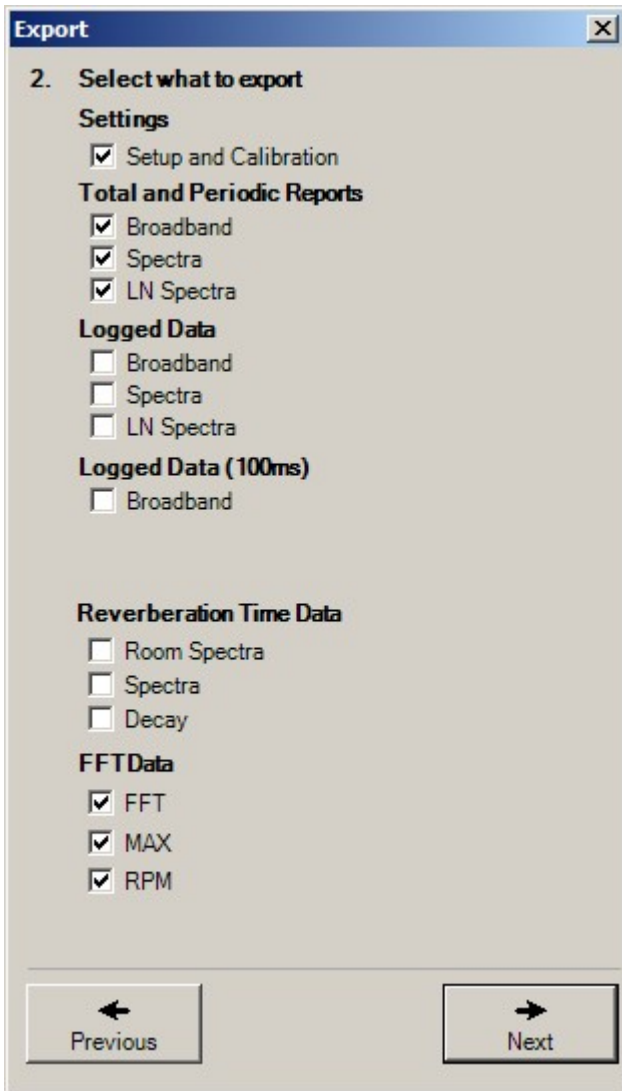 Export
2. Select what to export
Settings
Setup and Calibration
Total and Periodic Reports
Broadband
Spectra
LN Spectra
Logged Data
Broadband
Spectra
LN Spectra
Logged Data (100ms)
Broadband
Reverberation Time Data
Room Spectra
Spectra
Decay
FFT Data
FFT
MAX
RPM
Previous
Next